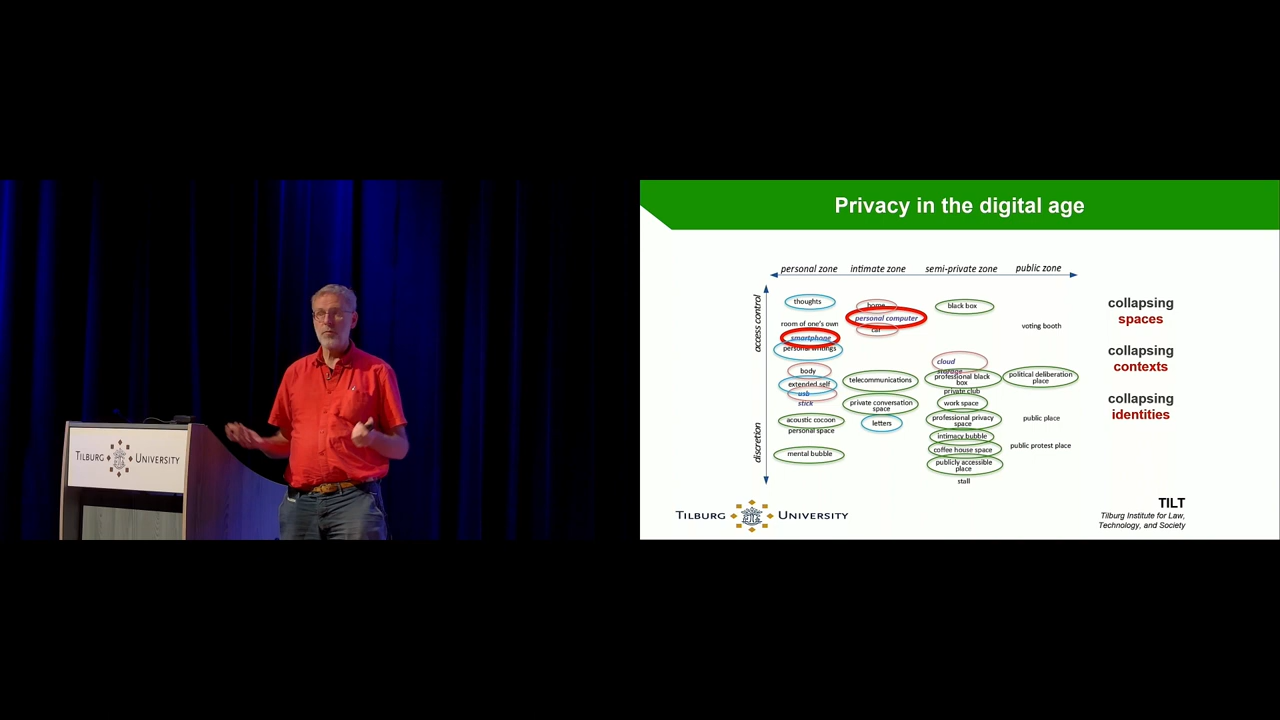 TILBURG UNIVERSITY
Privacy in the digital age
personal zone intimate zone semi-private zone public zone
access control
discretion
thoughts
room of one's own
smartphone
personal writings
body
extended self
usb
stick
acoustic cocoon
personal space
mental bubble
home
personal computer
car
telecommunications
private conversation
space
letters
black box
cloud
storage
professional black
box
private club
work space
professional privacy
space
intimacy bubble
coffee house space
publicly accessible
place
stall
voting booth
political deliberation
place
public place
public protest place
collapsing
spaces
collapsing
contexts
collapsing
identities
TILBURG UNIVERSITY
TILT
Tilburg Institute for Law,
Technology, and Society